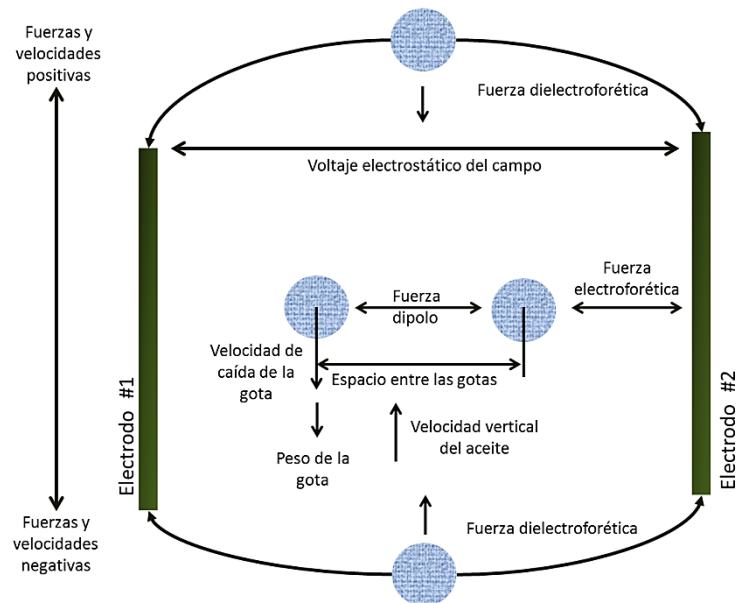 Fuerzas y
velocidades
positivas
Fuerza dielectroforética
Voltaje electrostático del campo
Fuerza
dipolo
Fuerza
electroforética
Velocidad de
caída de la
gota
Espacio entre las gotas
Velocidad vertical
del aceite
Peso de la
gota
Electrodo #1
Electrodo #2
Fuerzas y
velocidades
negativas
Fuerza dielectroforética